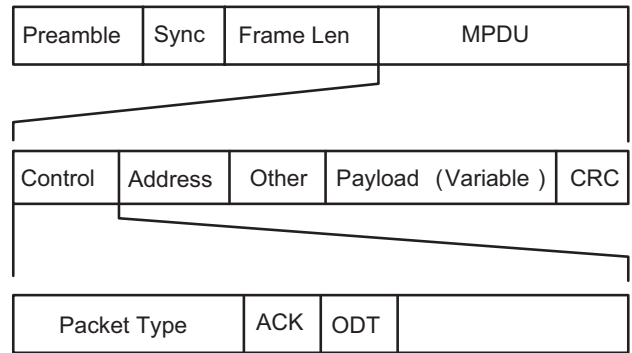 Preamble Sync Frame Len MPDU
Control Address Other Payload (Variable) CRC
Packet Type ACK ODT